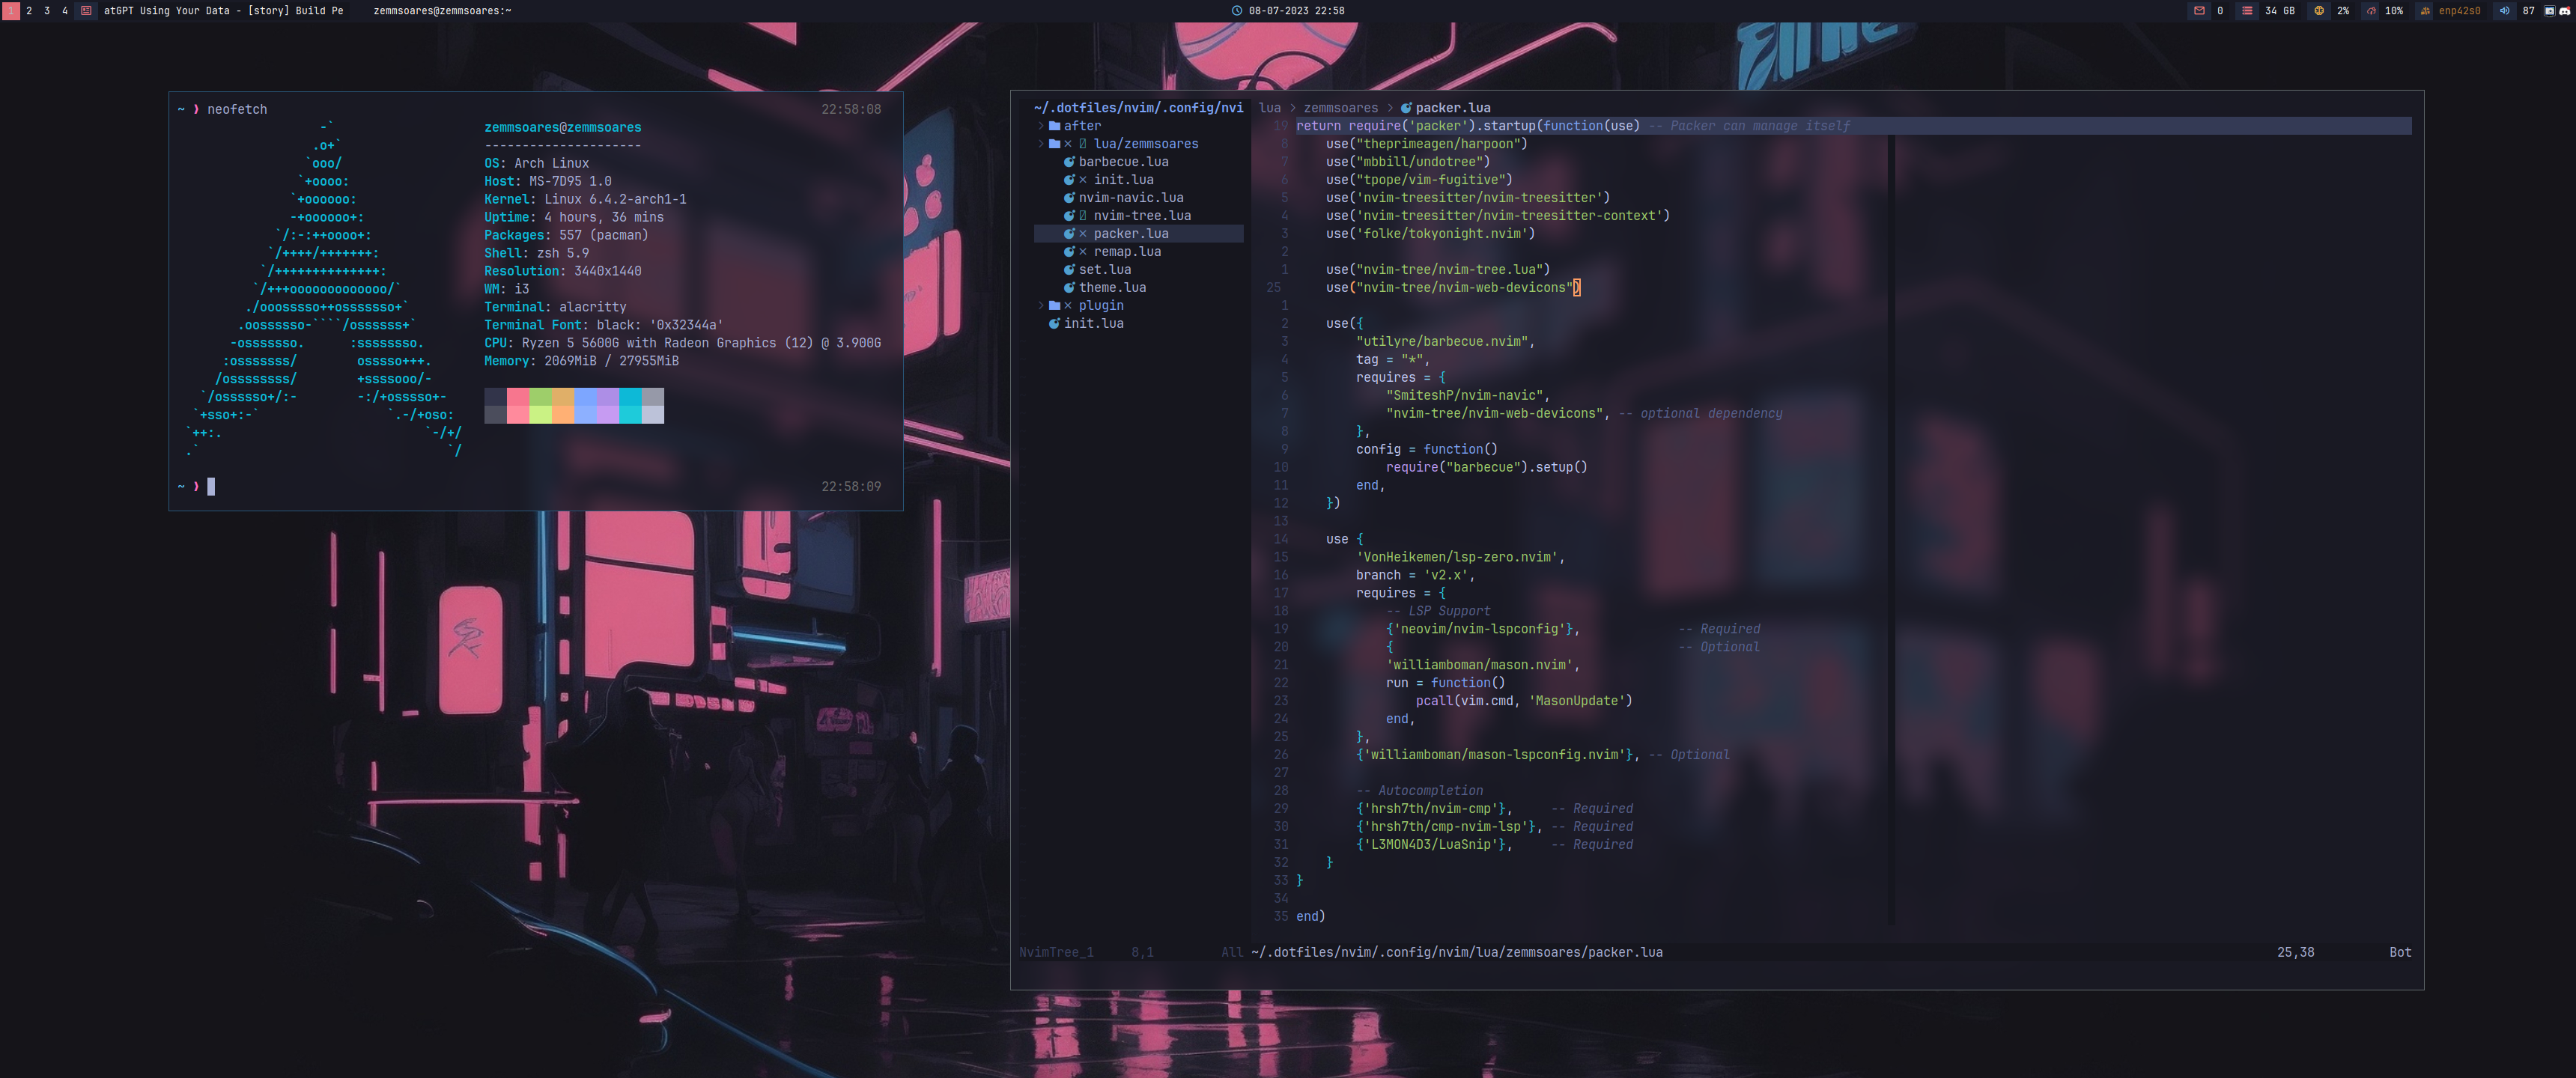 1 2 3 4 atGPT Using Your Data - [story] Build Pe zemmsoares@zemmsoares:~ 08-07-2023 22:58 0 34 GB 2% 10% enp42s0 87
~ ❯ neofetch 22:58:08
zemmsoares@zemmsoares
---------------------
OS: Arch Linux
Host: MS-7D95 1.0
Kernel: Linux 6.4.2-arch1-1
Uptime: 4 hours, 36 mins
Packages: 557 (pacman)
Shell: zsh 5.9
Resolution: 3440x1440
WM: i3
Terminal: alacritty
Terminal Font: black: '0x32344a'
CPU: Ryzen 5 5600G with Radeon Graphics (12) @ 3.900G
Memory: 2069MiB / 27955MiB
~ ❯ 22:58:09
~/.dotfiles/nvim/.config/nvi
> after
> × lua/zemmsoares
barbecue.lua
× init.lua
nvim-navic.lua
nvim-tree.lua
× packer.lua
× remap.lua
set.lua
theme.lua
> × plugin
init.lua
lua > zemmsoares > packer.lua
19 return require('packer').startup(function(use) -- Packer can manage itself
8 use("theprimeagen/harpoon")
7 use("mbbill/undotree")
6 use("tpope/vim-fugitive")
5 use('nvim-treesitter/nvim-treesitter')
4 use('nvim-treesitter/nvim-treesitter-context')
3 use('folke/tokyonight.nvim')
2
1 use("nvim-tree/nvim-tree.lua")
25 use("nvim-tree/nvim-web-devicons")
1
2 use({
3 "utilyre/barbecue.nvim",
4 tag = "*",
5 requires = {
6 "SmiteshP/nvim-navic",
7 "nvim-tree/nvim-web-devicons", -- optional dependency
8 },
9 config = function()
10 require("barbecue").setup()
11 end,
12 })
13
14 use {
15 'VonHeikemen/lsp-zero.nvim',
16 branch = 'v2.x',
17 requires = {
18 -- LSP Support
19 {'neovim/nvim-lspconfig'}, -- Required
20 { -- Optional
21 'williamboman/mason.nvim',
22 run = function()
23 pcall(vim.cmd, 'MasonUpdate')
24 end,
25 },
26 {'williamboman/mason-lspconfig.nvim'}, -- Optional
27
28 -- Autocompletion
29 {'hrsh7th/nvim-cmp'}, -- Required
30 {'hrsh7th/cmp-nvim-lsp'}, -- Required
31 {'L3MON4D3/LuaSnip'}, -- Required
32 }
33 }
34
35 end)
NvimTree_1 8,1 All ~/.dotfiles/nvim/.config/nvim/lua/zemmsoares/packer.lua 25,38 Bot